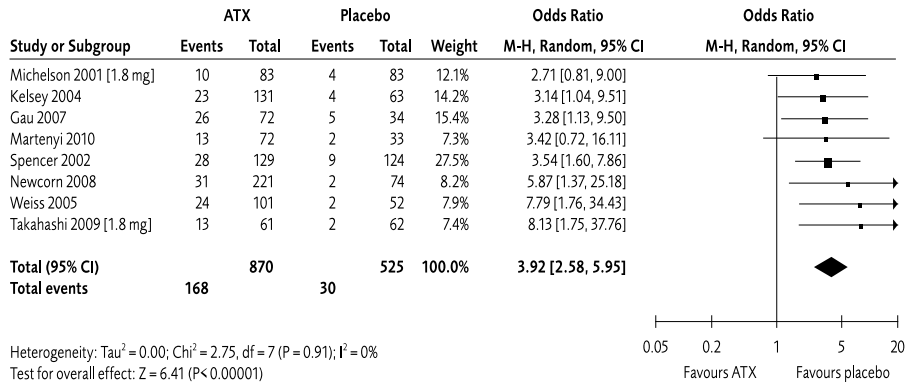 ATX Placebo Odds Ratio Odds Ratio
Study or Subgroup Events Total Events Total Weight M-H, Random, 95% CI M-H, Random, 95% CI
Michelson 2001 [1.8 mg] 10 83 4 83 12.1% 2.71 [0.81, 9.00]
Kelsey 2004 23 131 4 63 14.2% 3.14 [1.04, 9.51]
Gau 2007 26 72 5 34 15.4% 3.28 [1.13, 9.50]
Martenyi 2010 13 72 2 33 7.3% 3.42 [0.72, 16.11]
Spencer 2002 28 129 9 124 27.5% 3.54 [1.60, 7.86]
Newcorn 2008 31 221 2 74 8.2% 5.87 [1.37, 25.18]
Weiss 2005 24 101 2 52 7.9% 7.79 [1.76, 34.43]
Takahashi 2009 [1.8 mg] 13 61 2 62 7.4% 8.13 [1.75, 37.76]
Total (95% CI) 870 525 100.0% 3.92 [2.58, 5.95]
Total events 168 30
Heterogeneity: Tau² = 0.00; Chi² = 2.75, df = 7 (P = 0.91); I² = 0%
Test for overall effect: Z = 6.41 (P< 0.00001)
0.05 0.2 1 5 20
Favours ATX Favours placebo